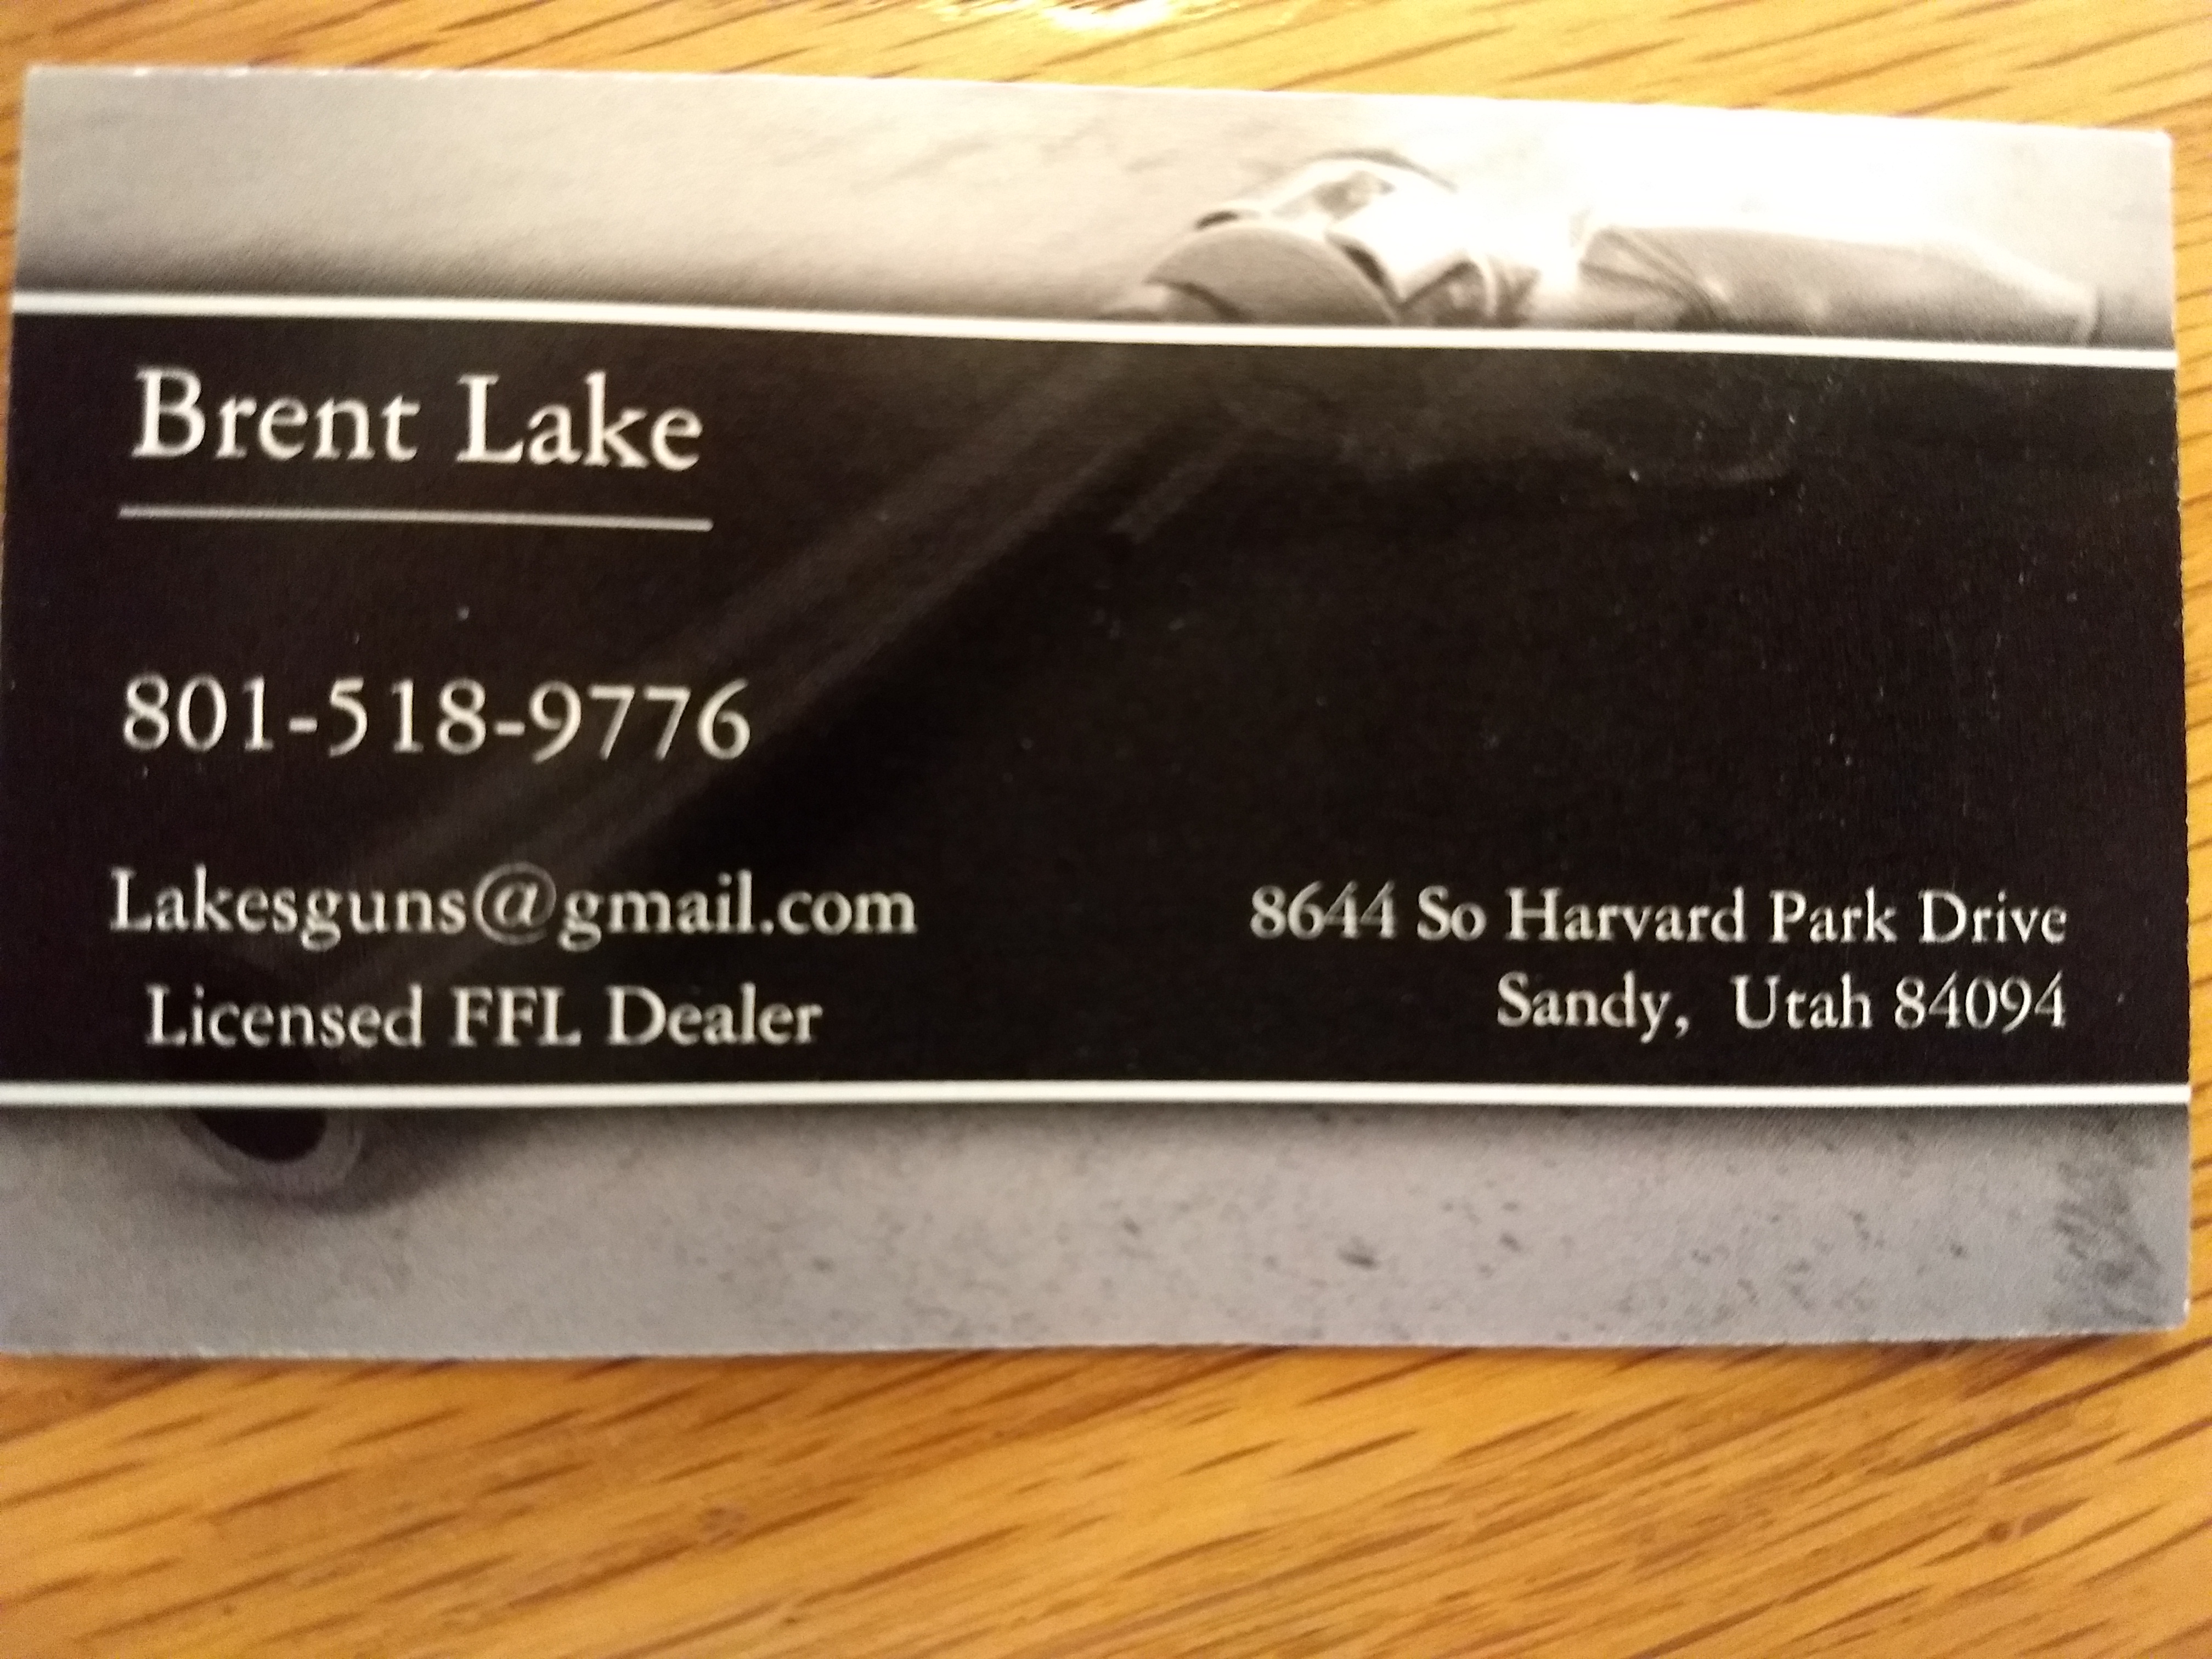 Brent Lake
801-518-9776
Lakesguns@gmail.com
Licensed FFL Dealer
8644 So Harvard Park Drive
Sandy, Utah 84094